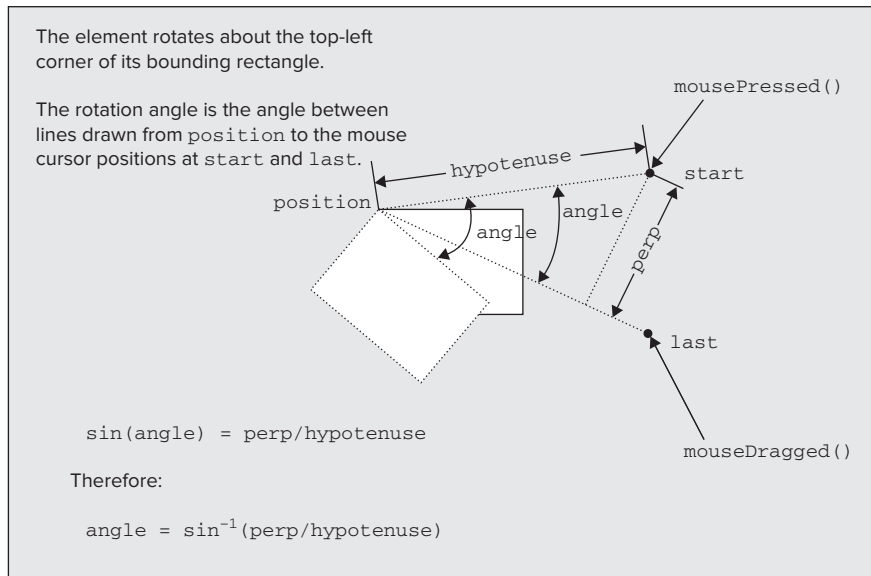 The element rotates about the top-left
corner of its bounding rectangle.
The rotation angle is the angle between
lines drawn from position to the mouse
cursor positions at start and last.
mousePressed()
hypotenuse
start
position
angle
angle
perp
last
mouseDragged()
sin(angle) = perp/hypotenuse
Therefore:
angle = sin⁻¹(perp/hypotenuse)